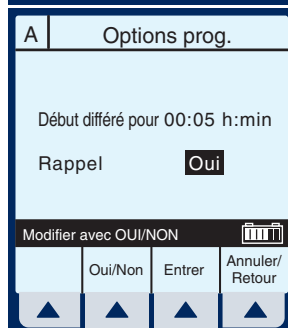 A Options prog.
Début différé pour 00:05 h:min
Rappel Oui
Modifier avec OUI/NON
Oui/Non Entrer Annuler/
Retour